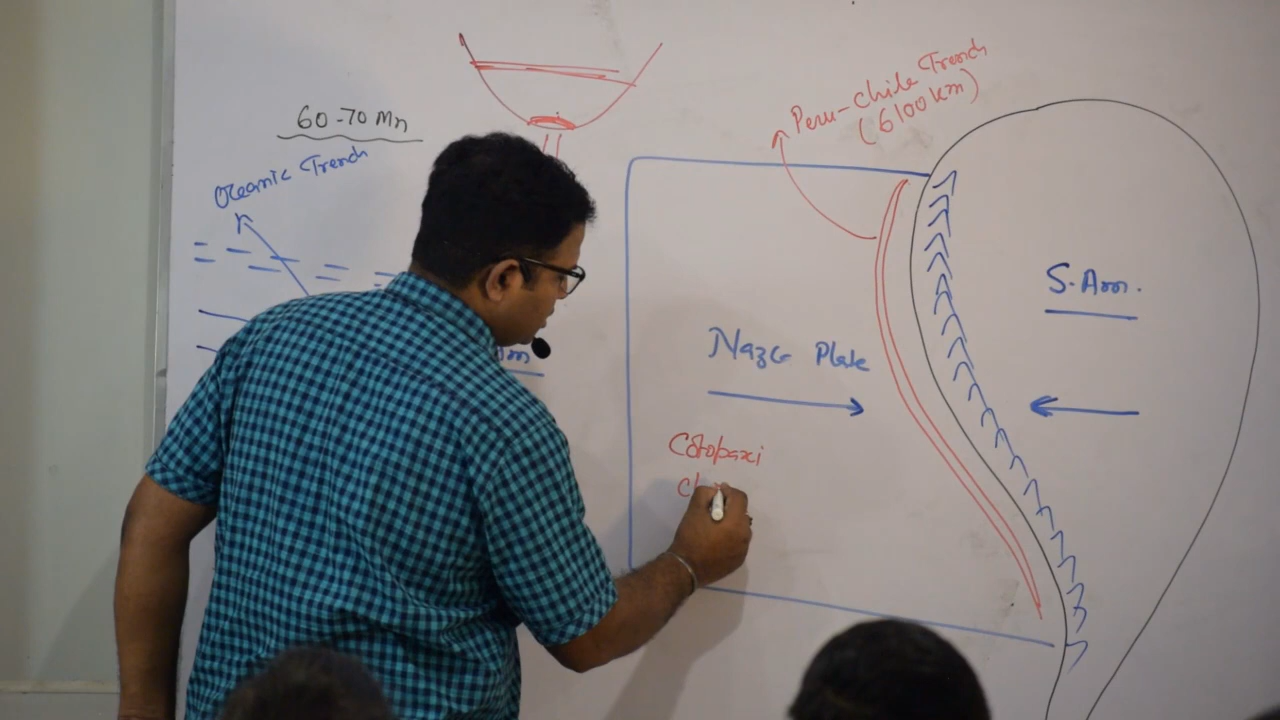 60-70 Mn
Oceanic Trench
Peru-Chile Trench
(6100 km)
S.Am.
Nazca Plate
Cotopaxi